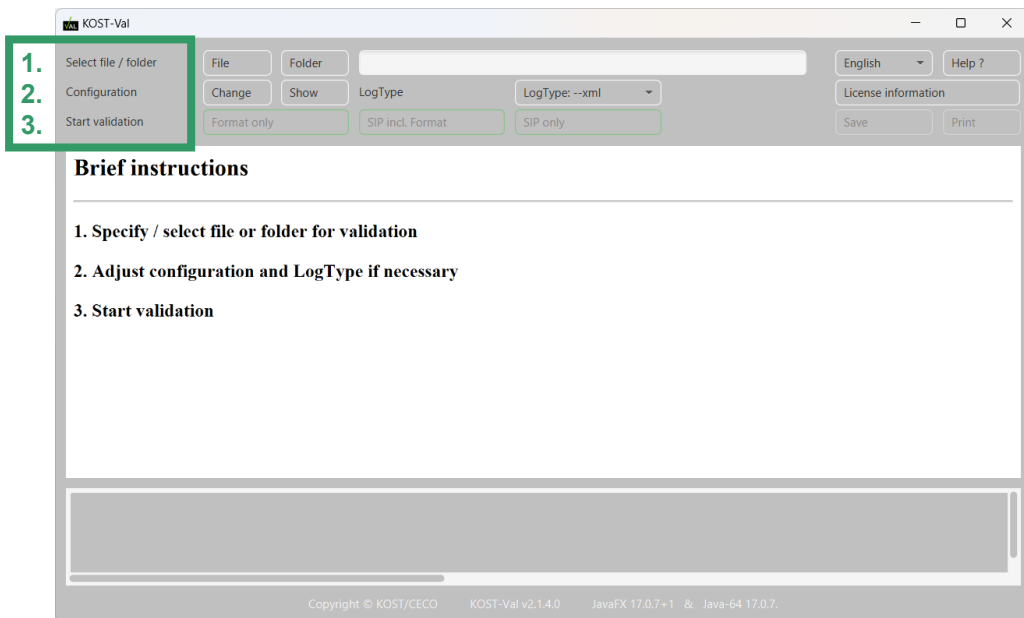 VAL KOST-Val
1. Select file / folder File Folder English Help ?
2. Configuration Change Show LogType LogType: --xml License information
3. Start validation Format only SIP incl. Format SIP only Save Print
Brief instructions
1. Specify / select file or folder for validation
2. Adjust configuration and LogType if necessary
3. Start validation
Copyright © KOST/CECO KOST-Val v2.1.4.0 JavaFX 17.0.7+1 & Java-64 17.0.7.